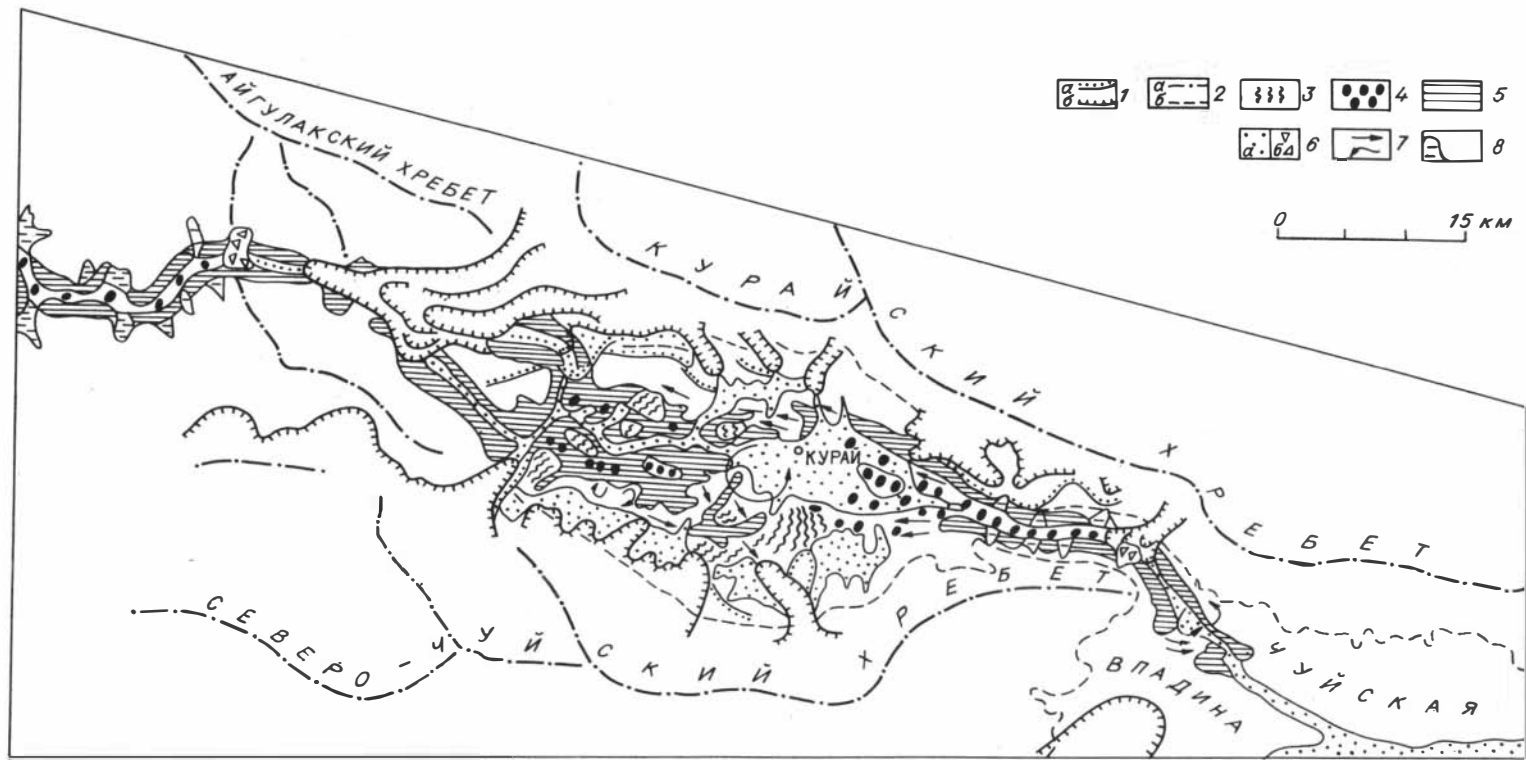 АЙГУЛАКСКИЙ ХРЕБЕТ
КУРАЙСКИЙ ХРЕБЕТ
а б 1
а б 2
3
4
5
а б 6
7
8
0 15 КМ
КУРАЙ
СЕВЕРО-ЧУЙСКИЙ ХРЕБЕТ
ЧУЙСКАЯ
ВПАДИНА